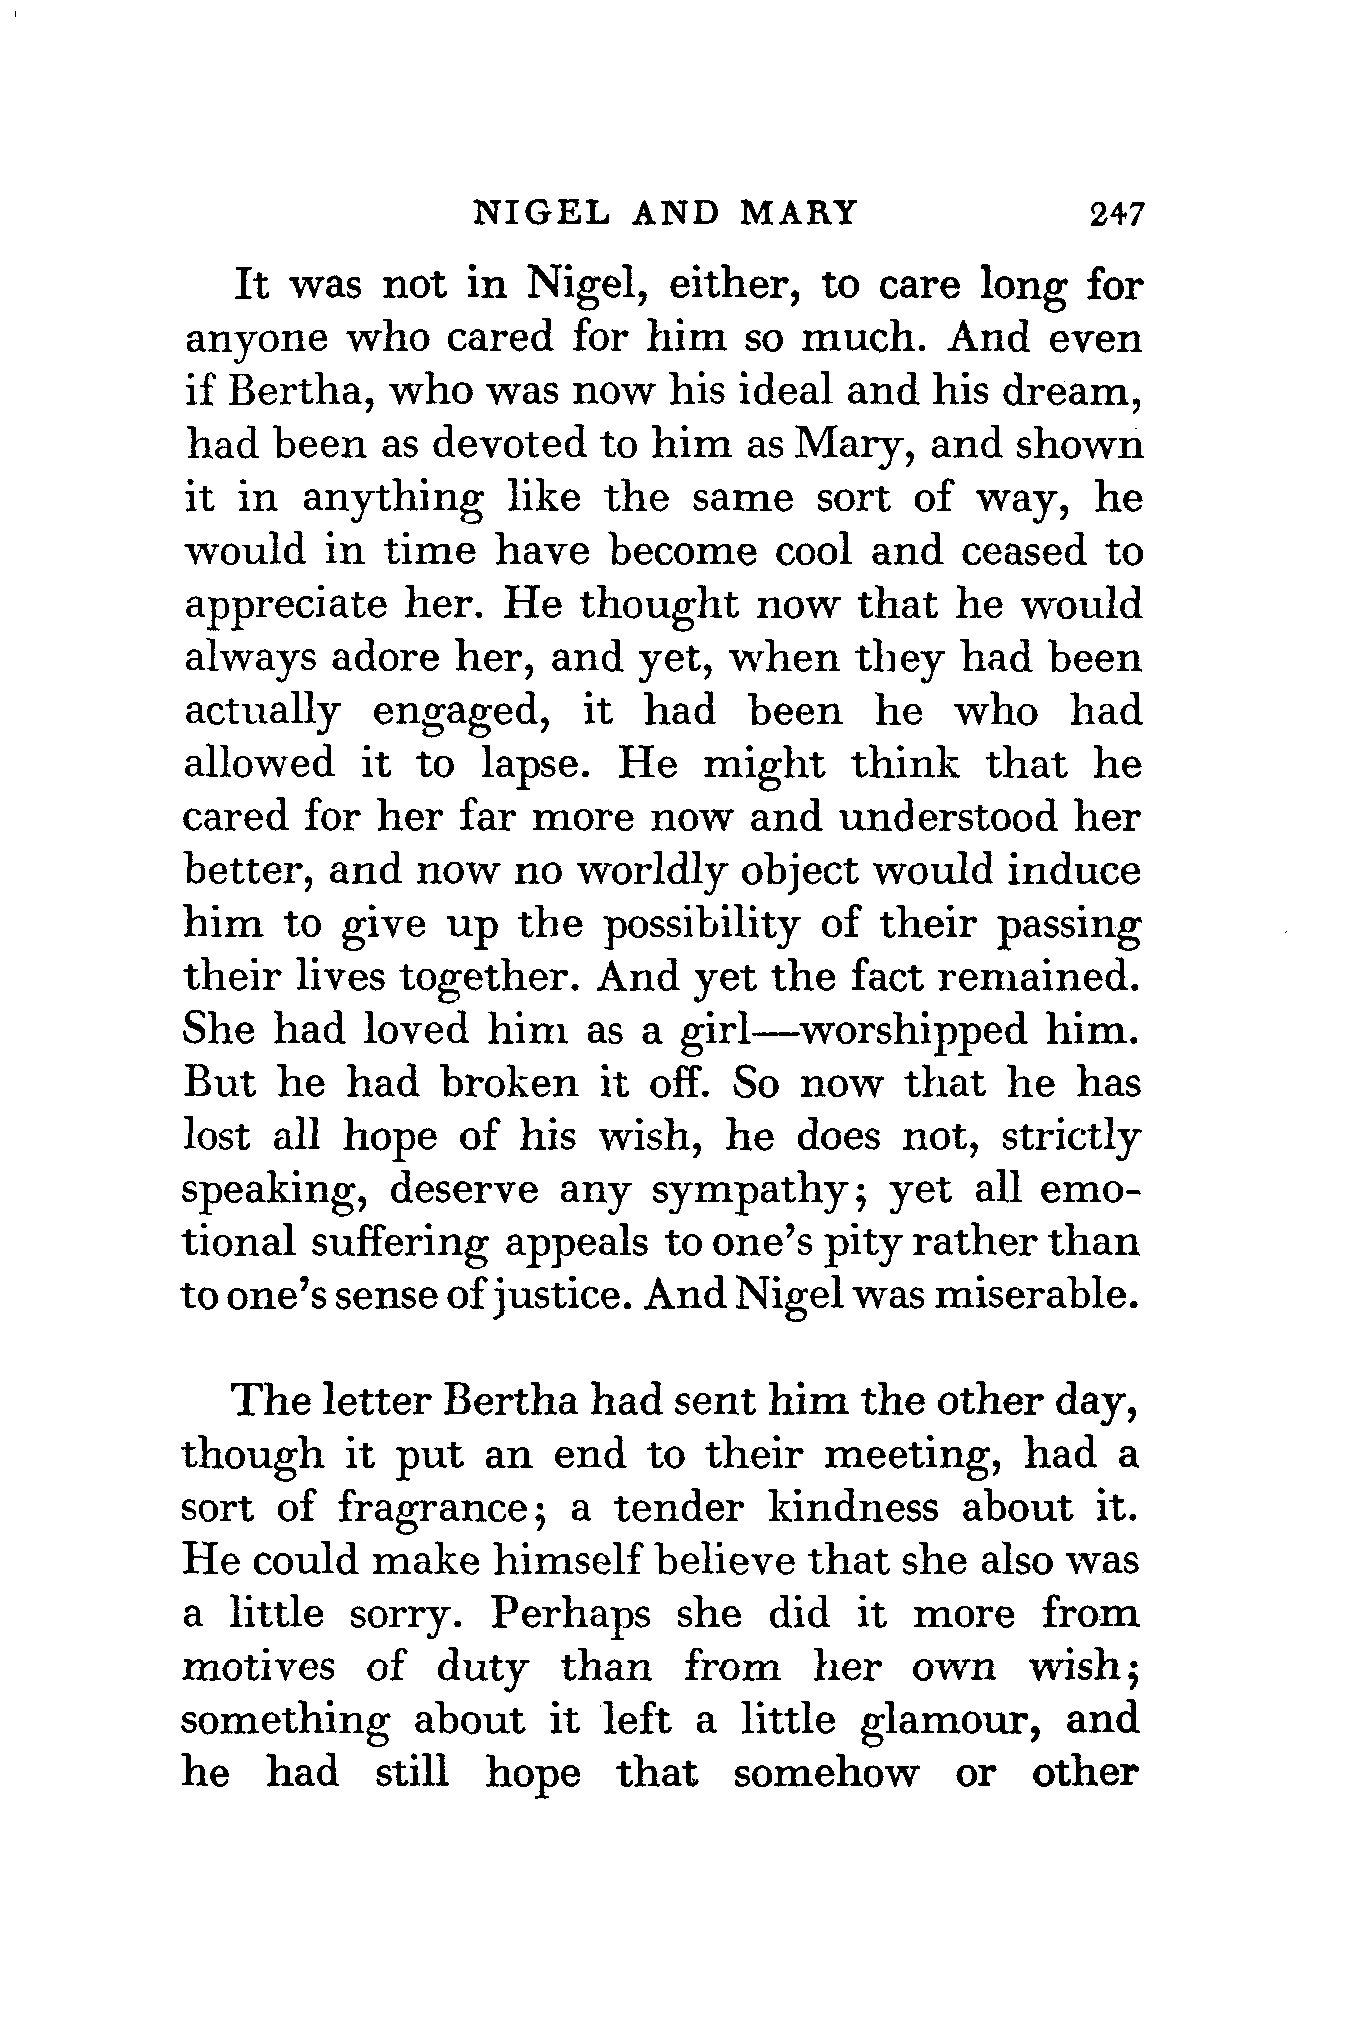 NIGEL AND MARY 247
It was not in Nigel, either, to care long for
anyone who cared for him so much. And even
if Bertha, who was now his ideal and his dream,
had been as devoted to him as Mary, and shown
it in anything like the same sort of way, he
would in time have become cool and ceased to
appreciate her. He thought now that he would
always adore her, and yet, when they had been
actually engaged, it had been he who had
allowed it to lapse. He might think that he
cared for her far more now and understood her
better, and now no worldly object would induce
him to give up the possibility of their passing
their lives together. And yet the fact remained.
She had loved him as a girl—worshipped him.
But he had broken it off. So now that he has
lost all hope of his wish, he does not, strictly
speaking, deserve any sympathy; yet all emo-
tional suffering appeals to one's pity rather than
to one's sense of justice. And Nigel was miserable.
The letter Bertha had sent him the other day,
though it put an end to their meeting, had a
sort of fragrance; a tender kindness about it.
He could make himself believe that she also was
a little sorry. Perhaps she did it more from
motives of duty than from her own wish;
something about it left a little glamour, and
he had still hope that somehow or other